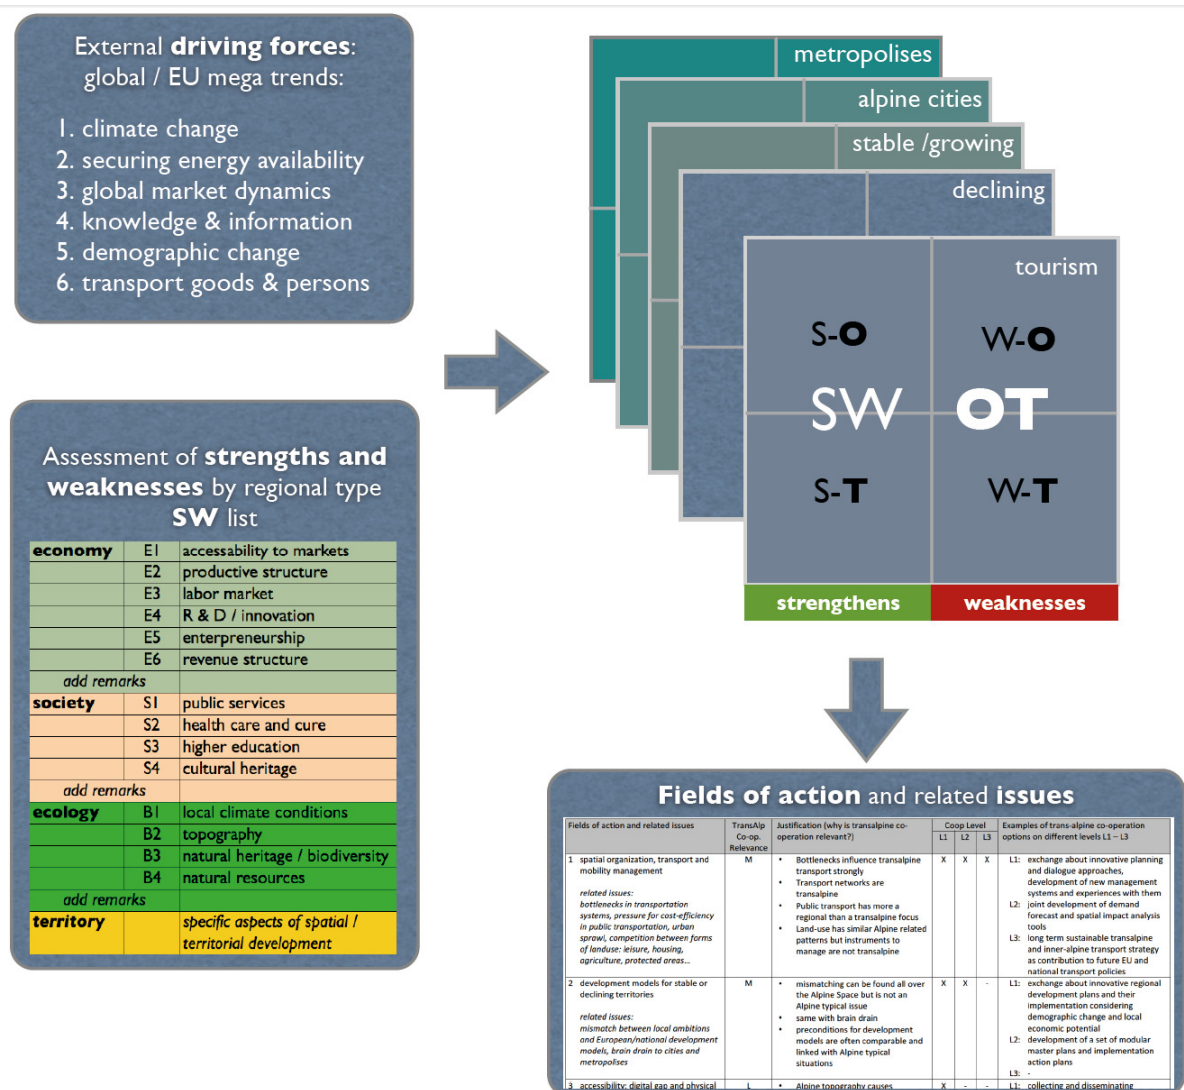 External driving forces:
global / EU mega trends:
1. climate change
2. securing energy availability
3. global market dynamics
4. knowledge & information
5. demographic change
6. transport goods & persons
Assessment of strengths and
weaknesses by regional type
SW list
economy E1 accessability to markets
E2 productive structure
E3 labor market
E4 R & D / innovation
E5 enterpreneurship
E6 revenue structure
add remarks
society S1 public services
S2 health care and cure
S3 higher education
S4 cultural heritage
add remarks
ecology B1 local climate conditions
B2 topography
B3 natural heritage / biodiversity
B4 natural resources
add remarks
territory specific aspects of spatial /
territorial development
metropolises
alpine cities
stable /growing
declining
tourism
S-O W-O
SW OT
S-T W-T
strengthens weaknesses
Fields of action and related issues
Fields of action and related issues
TransAlp
Co-op.
Relevance
Justification (why is transalpine co-
operation relevant?)
Coop Level
L1 L2 L3
Examples of trans-alpine co-operation
options on different levels L1 – L3
1 spatial organization, transport and
mobility management
related issues:
bottlenecks in transportation
systems, pressure for cost-efficiency
in public transportation, urban
sprawl, competition between forms
of landuse: leisure, housing,
agriculture, protected areas...
M
• Bottlenecks influence transalpine
transport strongly
• Transport networks are
transalpine
• Public transport has more a
regional than a transalpine focus
• Land-use has similar Alpine related
patterns but instruments to
manage are not transalpine
X X X
L1: exchange about innovative planning
and dialogue approaches,
development of new management
systems and experiences with them
L2: joint development of demand
forecast and spatial impact analysis
tools
L3: long term sustainable transalpine
and inner-alpine transport strategy
as contribution to future EU and
national transport policies
2 development models for stable or
declining territories
related issues:
mismatch between local ambitions
and European/national development
models, brain drain to cities and
metropolises
M
• mismatching can be found all over
the Alpine Space but is not an
Alpine typical issue
• same with brain drain
• preconditions for development
models are often comparable and
linked with Alpine typical
situations
X X -
L1: exchange about innovative regional
development plans and their
implementation considering
demographic change and local
economic potential
L2: development of a set of modular
master plans and implementation
action plans
L3: -
3 accessibility: digital gap and physical
L
• Alpine topography causes
X - -
L1: collecting and disseminating